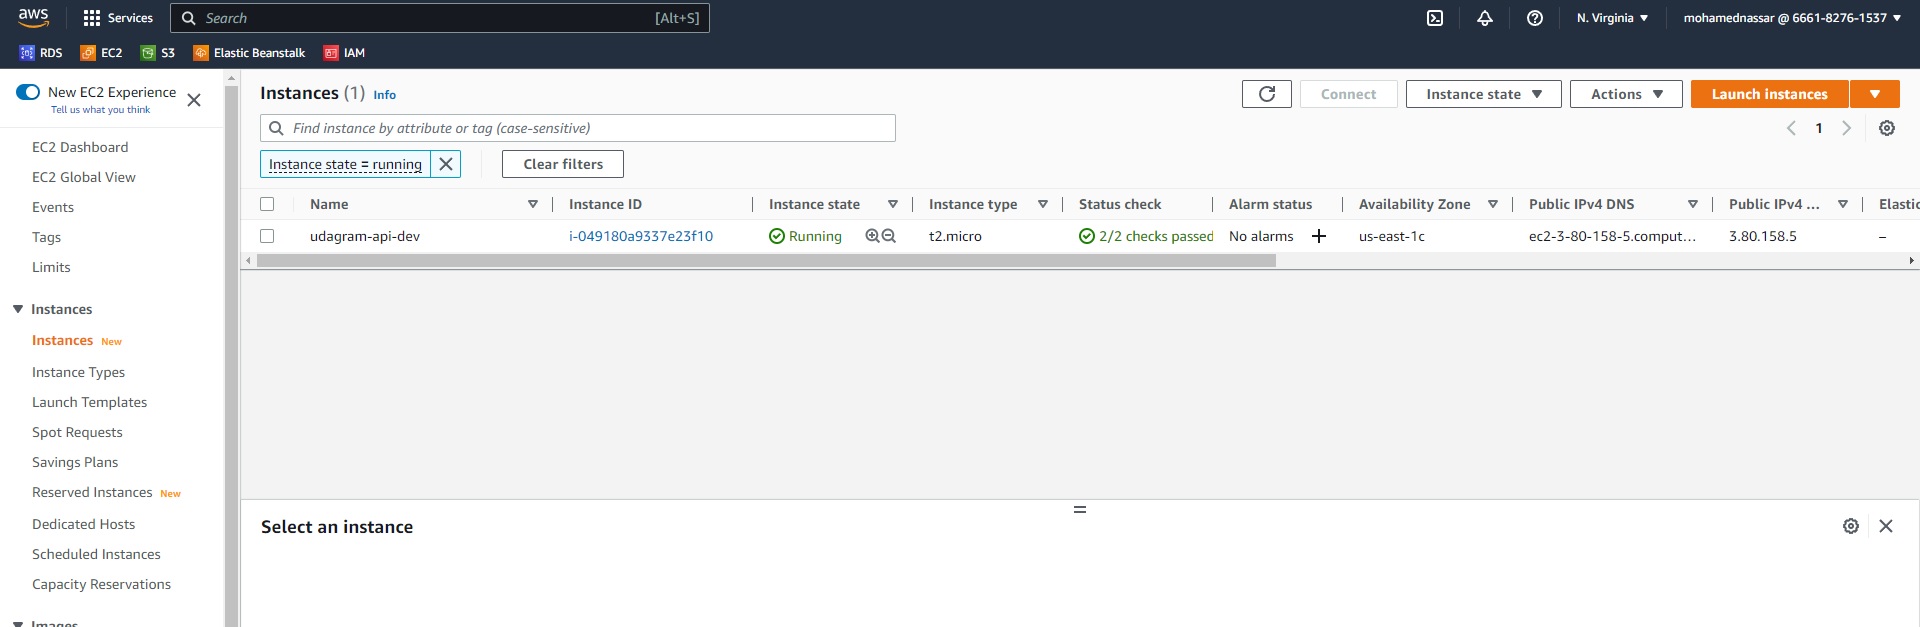 aws Services Search [Alt+S] N. Virginia mohamednassar @ 6661-8276-1537
RDS EC2 S3 Elastic Beanstalk IAM
New EC2 Experience
Tell us what you think
EC2 Dashboard
EC2 Global View
Events
Tags
Limits
Instances
Instances New
Instance Types
Launch Templates
Spot Requests
Savings Plans
Reserved Instances New
Dedicated Hosts
Scheduled Instances
Capacity Reservations
Images
Instances (1) Info Connect Instance state Actions Launch instances
Find instance by attribute or tag (case-sensitive) 1
Instance state = running Clear filters
Name Instance ID Instance state Instance type Status check Alarm status Availability Zone Public IPv4 DNS Public IPv4 ... Elastic
udagram-api-dev i-049180a9337e23f10 Running t2.micro 2/2 checks passed No alarms + us-east-1c ec2-3-80-158-5.comput... 3.80.158.5 –
Select an instance